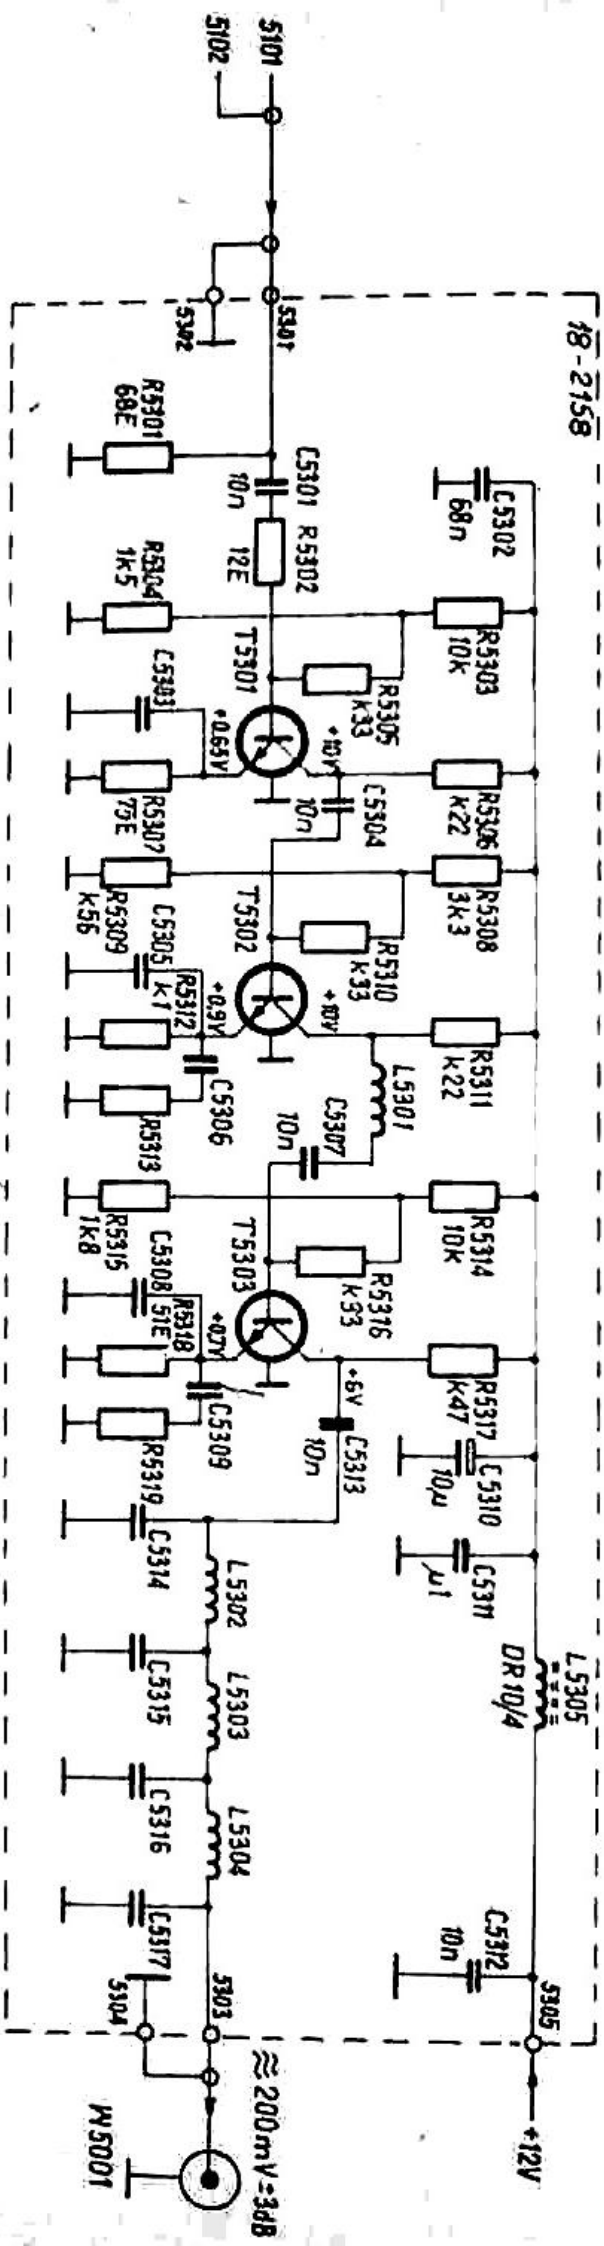 18-2158
5101
5102
5301
5302
R5301
68E
C5301
10n
R5302
12E
C5302
68n
R5303
10k
R5304
1k5
R5305
k33
T5301
C5303
+0.65V
+10V
R5306
k22
R5307
75E
C5304
10n
R5308
3k3
R5309
k56
R5310
k33
T5302
C5305
R5312
k1
+0.9V
+10V
R5311
k22
C5306
R5313
L5301
C5307
10n
R5314
10k
R5315
1k8
R5316
k33
T5303
C5308
R5318
51E
+0.7V
+6V
R5317
k47
C5309
R5319
C5313
10n
C5310
10µ
C5311
µ1
C5314
L5302
C5315
L5303
C5316
L5304
C5317
L5305
DR10/4
C5312
10n
5305
+12V
5303
5304
≈200mV=3dB
W5001